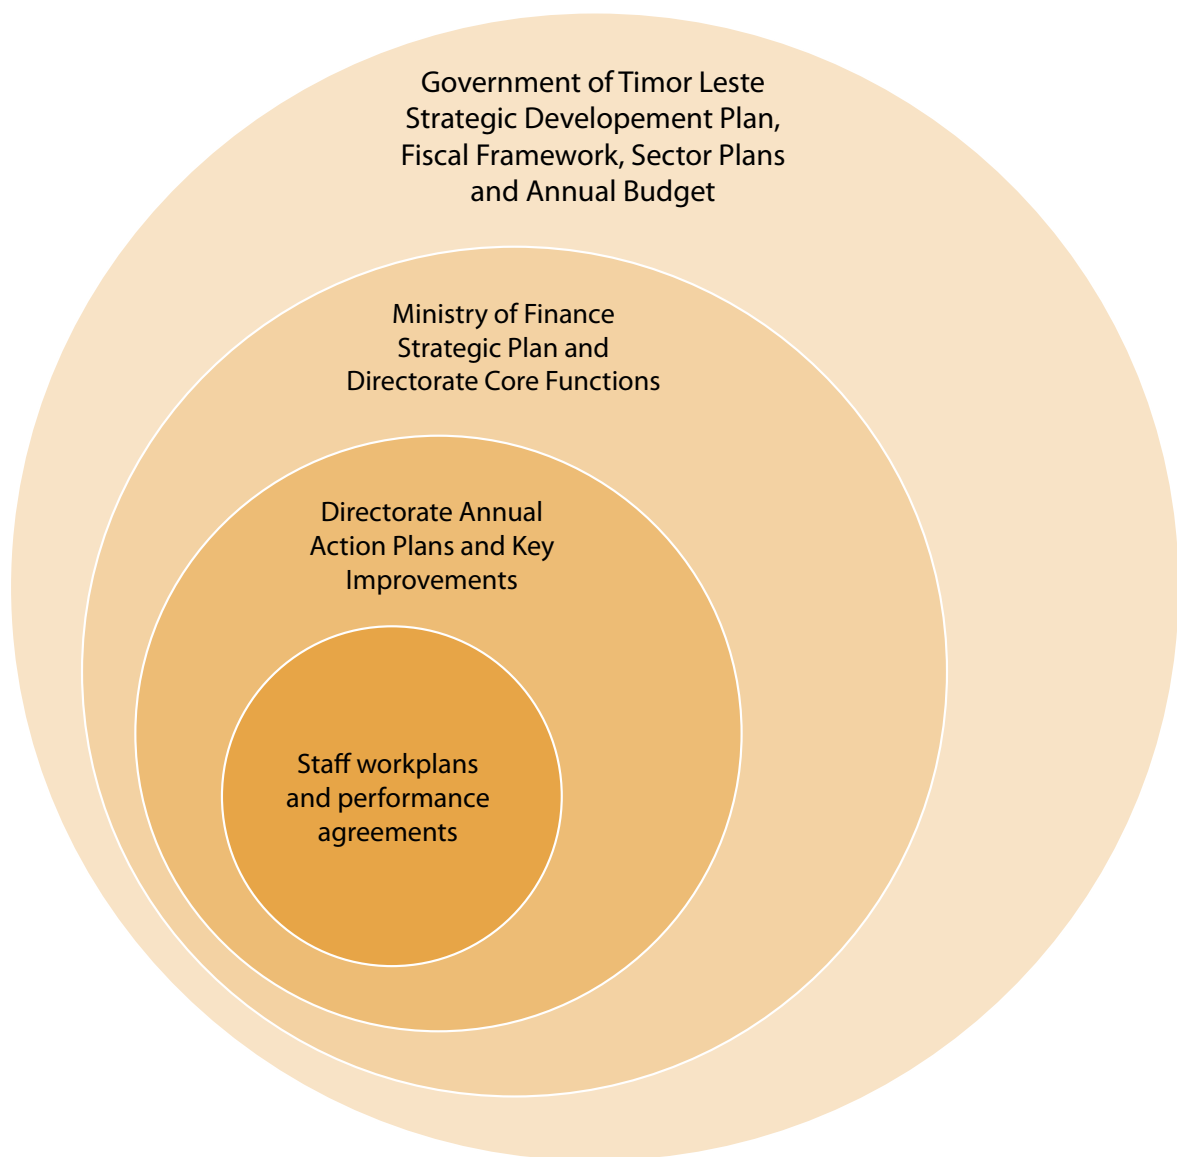 Government of Timor Leste
Strategic Developement Plan,
Fiscal Framework, Sector Plans
and Annual Budget
Ministry of Finance
Strategic Plan and
Directorate Core Functions
Directorate Annual
Action Plans and Key
Improvements
Staff workplans
and performance
agreements